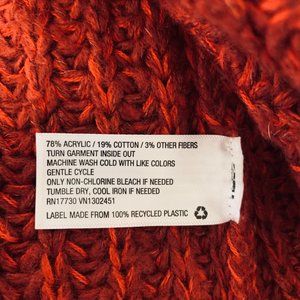 78% ACRYLIC / 19% COTTON / 3% OTHER FIBERS
TURN GARMENT INSIDE OUT
MACHINE WASH COLD WITH LIKE COLORS
GENTLE CYCLE
ONLY NON-CHLORINE BLEACH IF NEEDED
TUMBLE DRY, COOL IRON IF NEEDED
RN17730 VN1302451
LABEL MADE FROM 100% RECYCLED PLASTIC